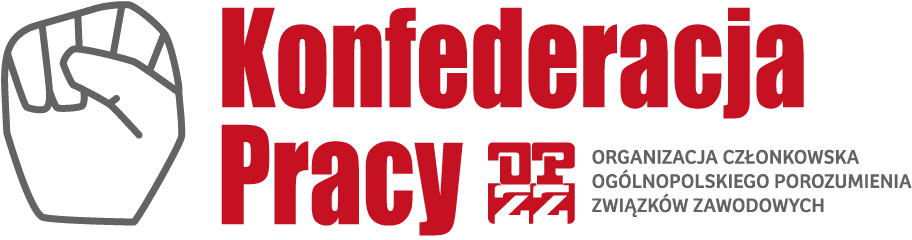 Konfederacja
Pracy
OPZZ
ORGANIZACJA CZŁONKOWSKA
OGÓLNOPOLSKIEGO POROZUMIENIA
ZWIĄZKÓW ZAWODOWYCH